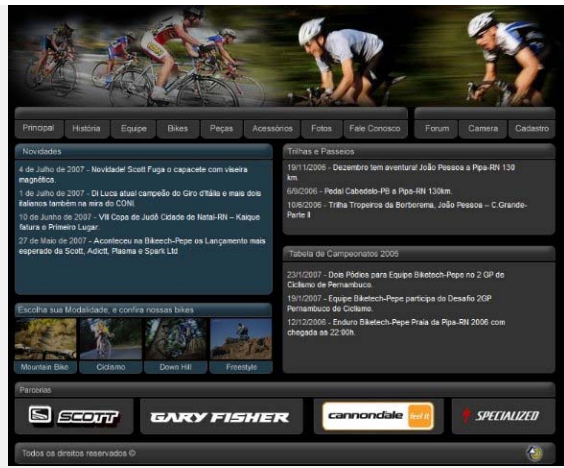 Principal História Equipe Bikes Peças Acessórios Fotos Fale Conosco Forum Camera Cadastro
Novidades
4 de Julho de 2007 - Novidade! Scott Fuga o capacete com viseira
magnética.
1 de Julho de 2007 - Di Luca atual campeão do Giro d'Itália e mais dois
italianos também na mira do CONI.
10 de Junho de 2007 - VII Copa de Judô Cidade de Natal-RN – Kaique
fatura o Primeiro Lugar.
27 de Maio de 2007 - Aconteceu na Bikeech-Pepe os Lançamento mais
esperado da Scott, Adictt, Plasma e Spark Ltd
Trilhas e Passeios
19/11/2006 - Dezembro tem aventura! João Pessoa a Pipa-RN 130
km.
6/9/2006 - Pedal Cabedelo-PB a Pipa-RN 130km.
10/6/2006 - Trilha Tropeiros da Borborema, João Pessoa – C.Grande-
Parte II
Tabela de Campeonatos 2005
23/1/2007 - Dois Pódios para Equipe Biketech-Pepe no 2 GP de
Ciclismo de Pernambuco.
19/1/2007 - Equipe Biketech-Pepe participa do Desafio 2GP
Pernambuco de Ciclismo.
12/12/2006 - Enduro Biketech-Pepe Praia da Pipa-RN 2006 com
chegada as 22:00h.
Escolha sua Modalidade, e confira nossas bikes
Mountain Bike Ciclismo Down Hill Freestyle
Parcerias
SCOTT GARY FISHER cannondale feel it SPECIALIZED
Todos os direitos reservados ©